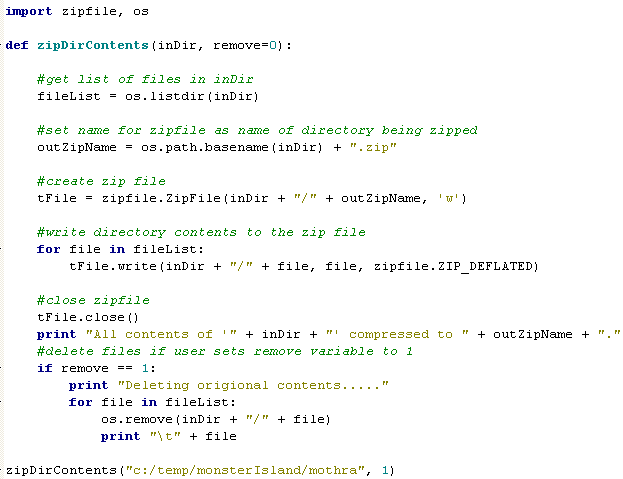 import zipfile, os
def zipDirContents(inDir, remove=0):
#get list of files in inDir
fileList = os.listdir(inDir)
#set name for zipfile as name of directory being zipped
outZipName = os.path.basename(inDir) + ".zip"
#create zip file
tFile = zipfile.ZipFile(inDir + "/" + outZipName, 'w')
#write directory contents to the zip file
for file in fileList:
tFile.write(inDir + "/" + file, file, zipfile.ZIP_DEFLATED)
#close zipfile
tFile.close()
print "All contents of '" + inDir + "' compressed to " + outZipName + "."
#delete files if user sets remove variable to 1
if remove == 1:
print "Deleting origional contents....."
for file in fileList:
os.remove(inDir + "/" + file)
print "\t" + file
zipDirContents("c:/temp/monsterIsland/mothra", 1)